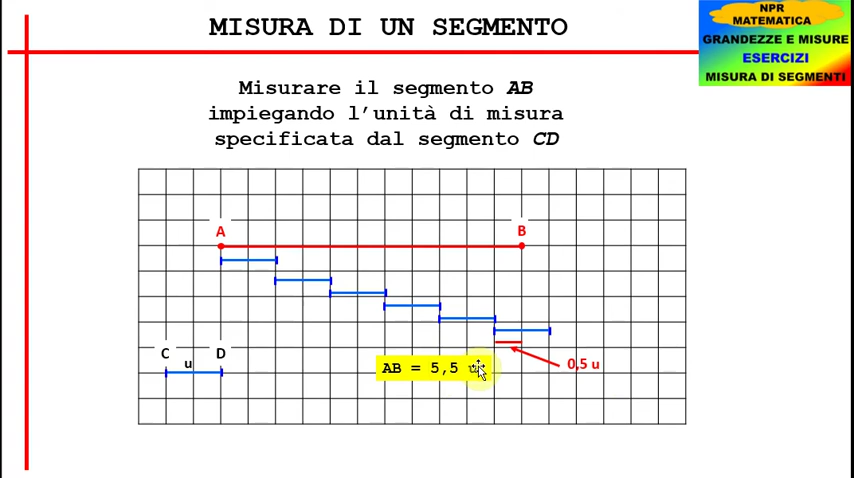 MISURA DI UN SEGMENTO
NPR
MATEMATICA
GRANDEZZE E MISURE
ESERCIZI
MISURA DI SEGMENTI
Misurare il segmento AB
impiegando l'unità di misura
specificata dal segmento CD
A
B
C
D
u
AB = 5,5
0,5 u